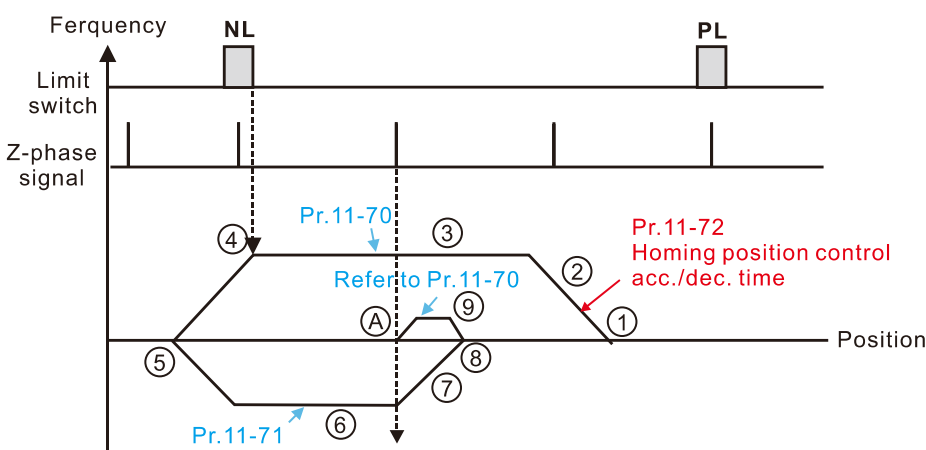 Ferquency
NL
PL
Limit
switch
Z-phase
signal
Pr.11-70
Pr.11-72
Homing position control
acc./dec. time
④
③
②
Refer to Pr.11-70
⑨
Ⓐ
①
Position
⑤
⑧
⑦
⑥
Pr.11-71